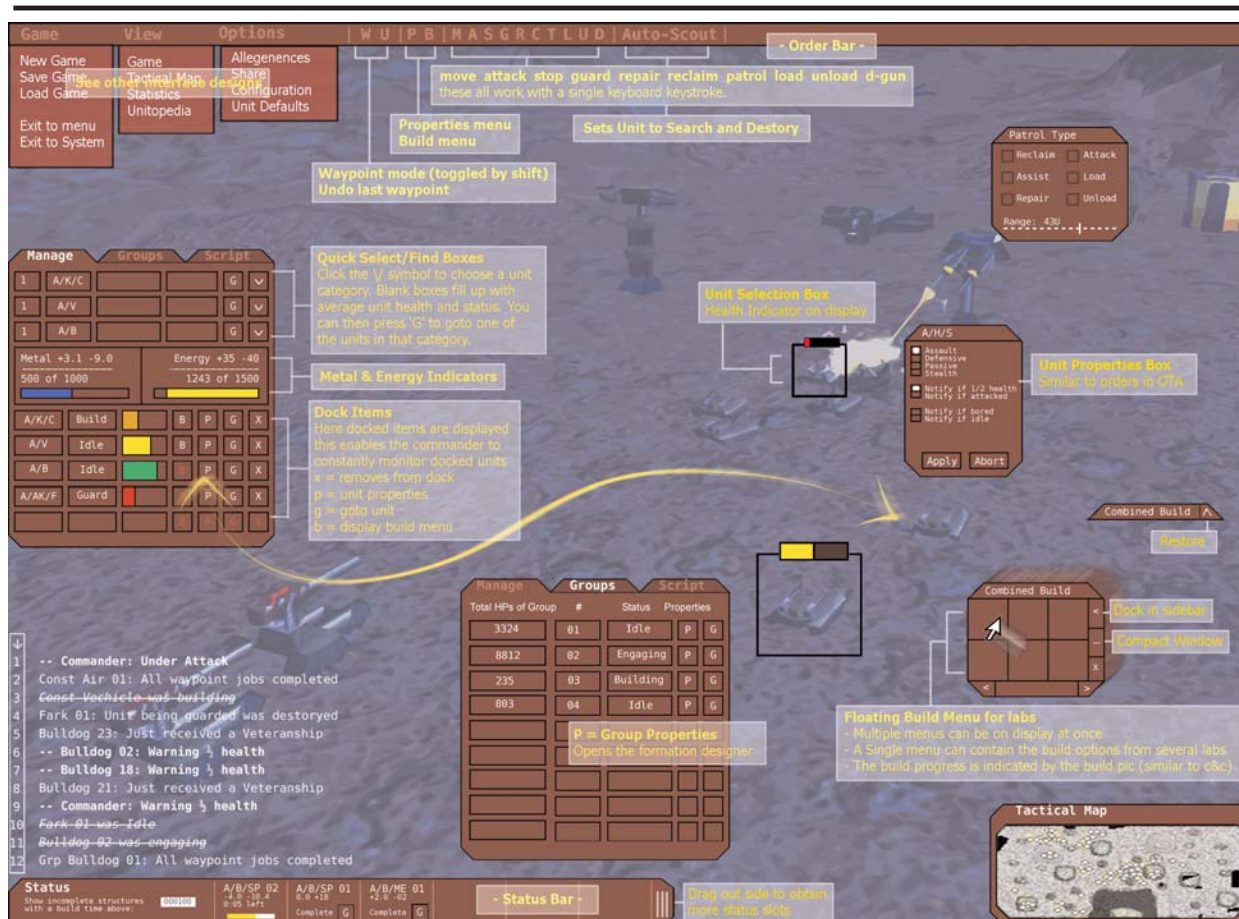 Game View Options | W U | P B | M A S G R C T L U D | Auto-Scout |
- Order Bar -
New Game
Save Game
Load Game
Exit to menu
Exit to System
See other interface designs
Game
Tactical Map
Statistics
Unitopedia
Allegenences
Share
Configuration
Unit Defaults
move attack stop guard repair reclaim patrol load unload d-gun
these all work with a single keyboard keystroke.
Properties menu
Build menu
Sets Unit to Search and Destory
Waypoint mode (toggled by shift)
Undo last waypoint
Patrol Type
Reclaim Attack
Assist Load
Repair Unload
Range: 43U
Manage Groups Script
1 A/K/C G
1 A/V G
1 A/B G
Quick Select/Find Boxes
Click the \/ symbol to choose a unit
category. Blank boxes fill up with
average unit health and status. You
can then press 'G' to goto one of
the units in that category.
Metal +3.1 -9.0 Energy +35 -40
500 of 1000 1243 of 1500
Metal & Energy Indicators
A/K/C Build B P G X
A/V Idle B P G X
A/B Idle B P G X
A/AK/F Guard P G X
B P G X
Dock Items
Here docked items are displayed
this enables the commander to
constantly monitor docked units
x = removes from dock
p = unit properties
g = goto unit
b = display build menu
Unit Selection Box
Health Indicator on display
A/H/S
Assault
Defensive
Passive
Stealth
Notify if 1/2 health
Notify if attacked
Notify if bored
Notify if idle
Apply Abort
Unit Properties Box
Similar to orders in OTA
Combined Build ^
Restore
Combined Build
<
–
x
< >
Dock in sidebar
Compact Window
Floating Build Menu for labs
- Multiple menus can be on display at once
- A Single menu can contain the build options from several labs
- The build progress is indicated by the build pic (similar to c&c)
Manage Groups Script
Total HPs of Group # Status Properties
3324 01 Idle P G
8812 02 Engaging P G
235 03 Building P G
803 04 Idle P G
P = Group Properties
Opens the formation designer
1 -- Commander: Under Attack
2 Const Air 01: All waypoint jobs completed
3 Const Vechicle was building
4 Fark 01: Unit being guarded was destoryed
5 Bulldog 23: Just received a Veteranship
6 -- Bulldog 02: Warning ½ health
7 -- Bulldog 18: Warning ½ health
8 Bulldog 21: Just received a Veteranship
9 -- Commander: Warning ½ health
10 Fark 01 was Idle
11 Bulldog 02 was engaging
12 Grp Bulldog 01: All waypoint jobs completed
Tactical Map
Status
Show incomplete structures
with a build time above:
000100
A/B/SP 02
-4.0 -10.4
0:05 left
A/B/SP 01
0.0 +18
Complete G
A/B/ME 01
+2.0 -02
Complete G
- Status Bar -
Drag out side to obtain
more status slots